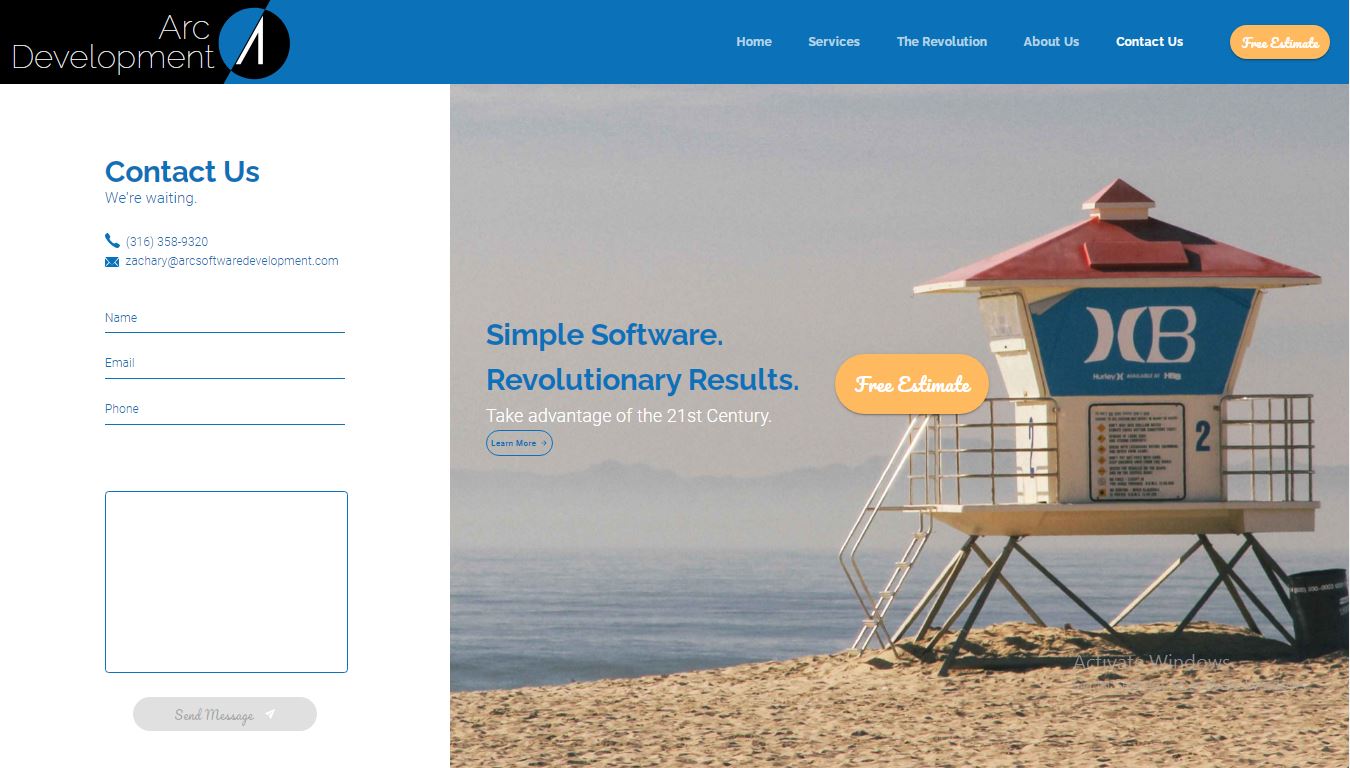 Arc
Development
Home
Services
The Revolution
About Us
Contact Us
Free Estimate
Contact Us
We're waiting.
(316) 358-9320
zachary@arcsoftwaredevelopment.com
Name
Email
Phone
Send Message
Simple Software.
Revolutionary Results.
Take advantage of the 21st Century.
Learn More
Free Estimate
HB
Hurley AVAILABLE AT
2
Activate Windows